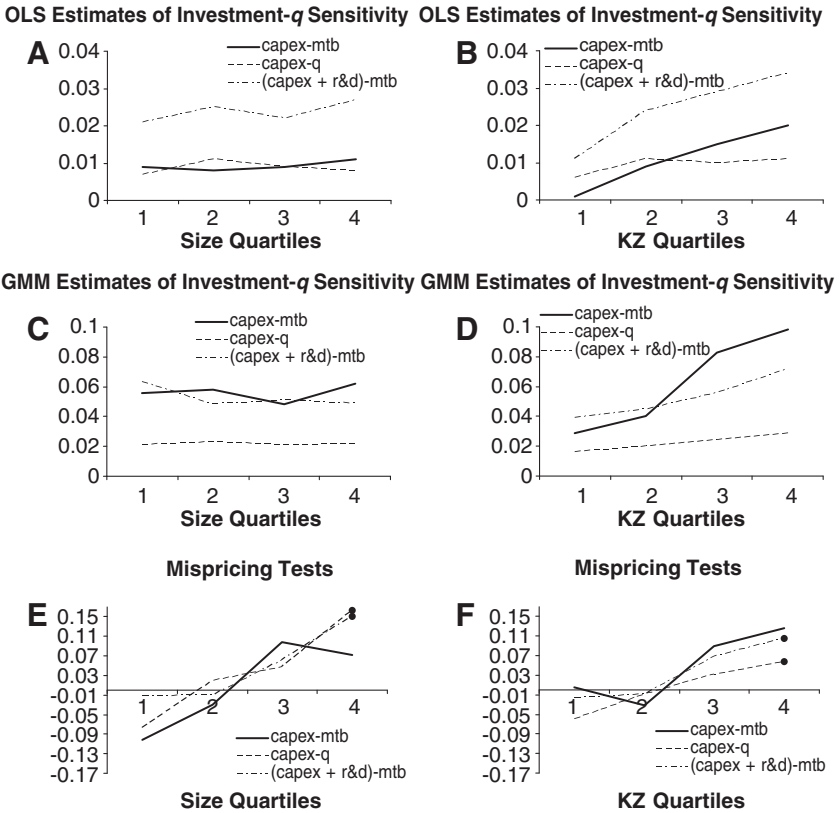 OLS Estimates of Investment-q Sensitivity
A
0.04
0.03
0.02
0.01
0
capex-mtb
capex-q
(capex + r&d)-mtb
1 2 3 4
Size Quartiles
OLS Estimates of Investment-q Sensitivity
B
0.04
0.03
0.02
0.01
0
capex-mtb
capex-q
(capex + r&d)-mtb
1 2 3 4
KZ Quartiles
GMM Estimates of Investment-q Sensitivity
C
0.1
0.08
0.06
0.04
0.02
0
capex-mtb
capex-q
(capex + r&d)-mtb
1 2 3 4
Size Quartiles
GMM Estimates of Investment-q Sensitivity
D
0.1
0.08
0.06
0.04
0.02
0
capex-mtb
capex-q
(capex + r&d)-mtb
1 2 3 4
KZ Quartiles
Mispricing Tests
E
0.15
0.11
0.07
0.03
-0.01
-0.05
-0.09
-0.13
-0.17
1 2 3 4
capex-mtb
capex-q
(capex + r&d)-mtb
Size Quartiles
Mispricing Tests
F
0.15
0.11
0.07
0.03
-0.01
-0.05
-0.09
-0.13
-0.17
1 2 3 4
capex-mtb
capex-q
(capex + r&d)-mtb
KZ Quartiles